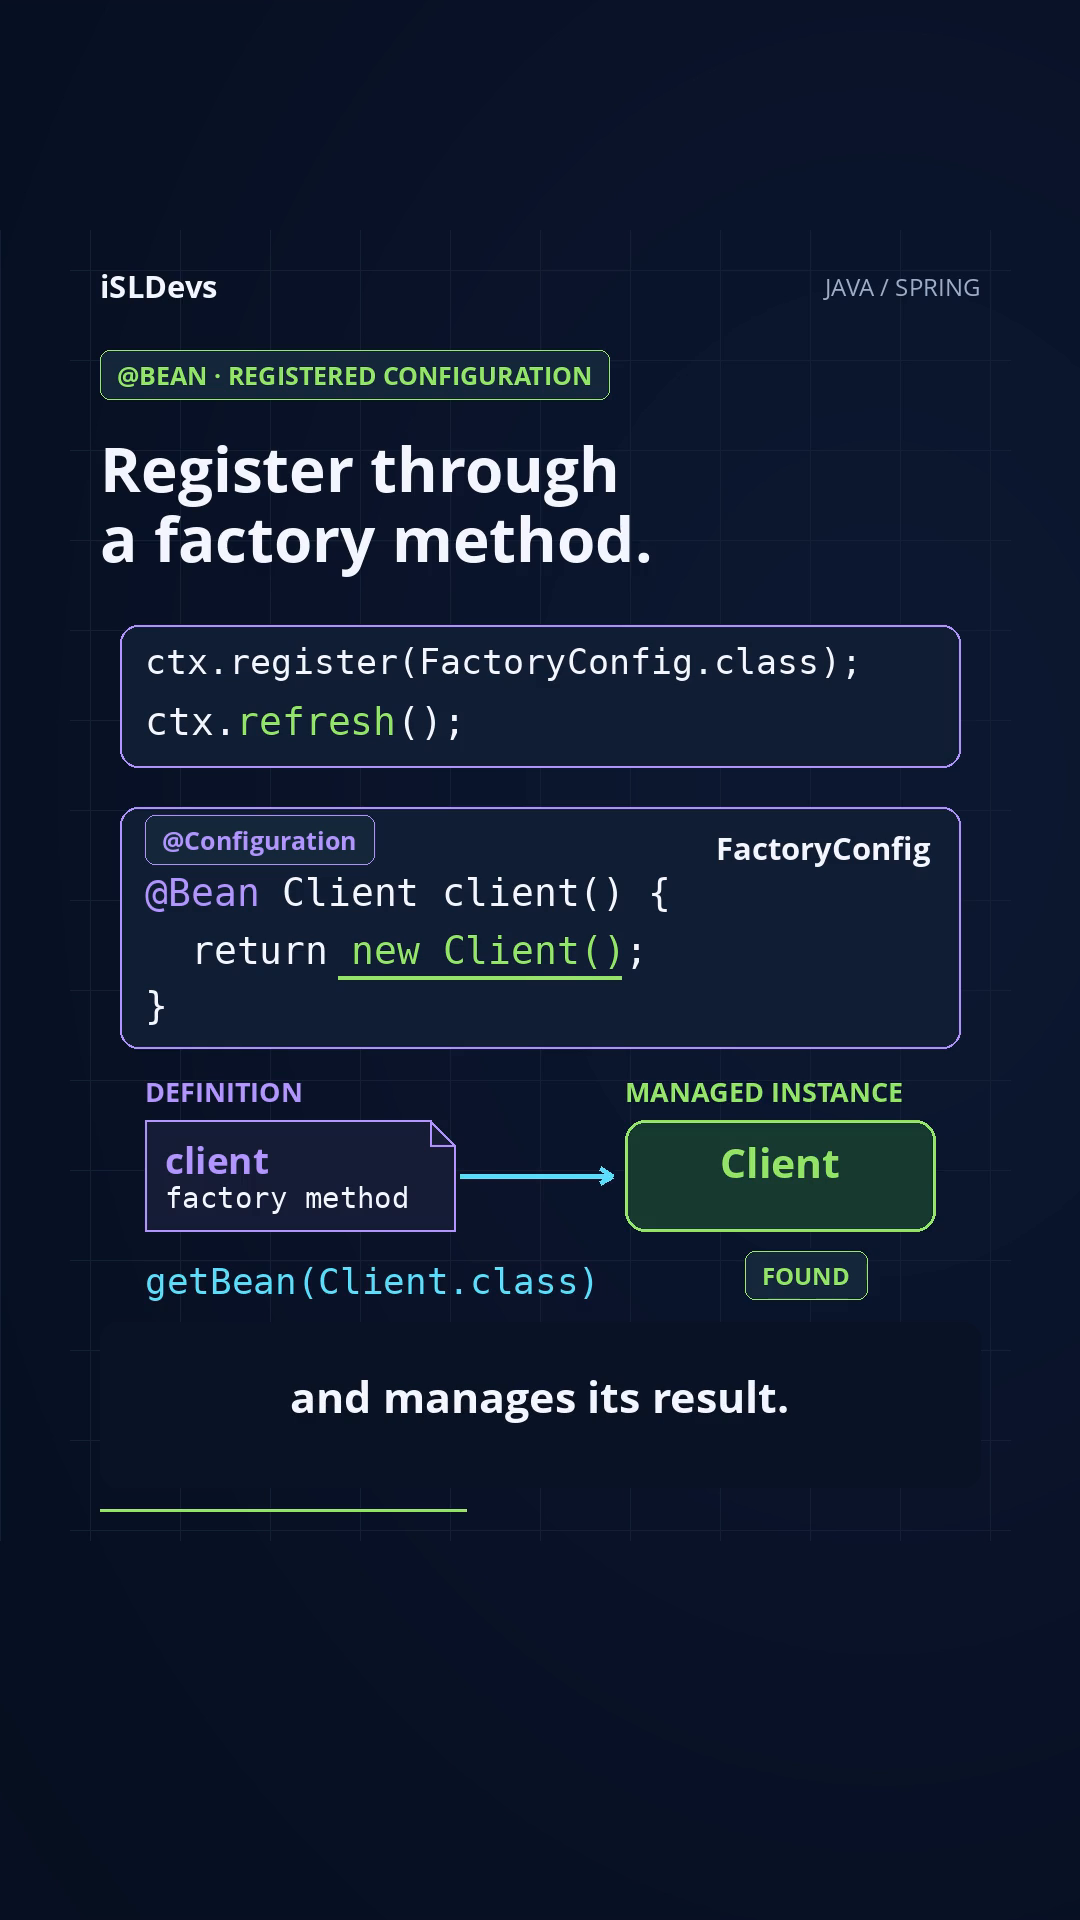 iSLDevs
JAVA / SPRING
@BEAN · REGISTERED CONFIGURATION
Register through
a factory method.
ctx.register(FactoryConfig.class);
ctx.refresh();
@Configuration
FactoryConfig
@Bean Client client() {
  return new Client();
}
DEFINITION
MANAGED INSTANCE
client
factory method
Client
getBean(Client.class)
FOUND
and manages its result.